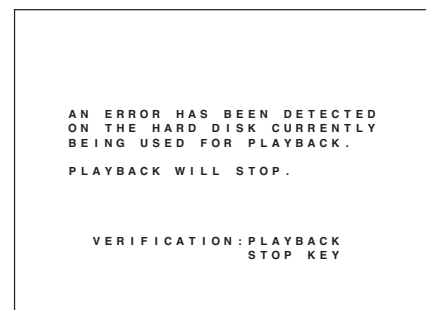 AN ERROR HAS BEEN DETECTED
ON THE HARD DISK CURRENTLY
BEING USED FOR PLAYBACK.
PLAYBACK WILL STOP.
VERIFICATION:PLAYBACK
STOP KEY